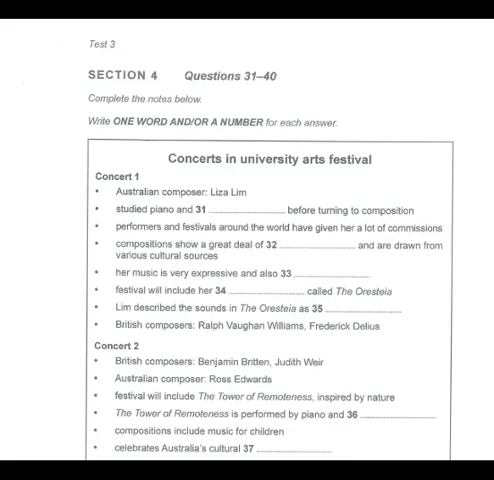 Test 3
SECTION 4 Questions 31–40
Complete the notes below.
Write ONE WORD AND/OR A NUMBER for each answer.
Concerts in university arts festival
Concert 1
• Australian composer: Liza Lim
• studied piano and 31 .......................... before turning to composition
• performers and festivals around the world have given her a lot of commissions
• compositions show a great deal of 32 .......................... and are drawn from
various cultural sources
• her music is very expressive and also 33 ..........................
• festival will include her 34 .......................... called The Oresteia
• Lim described the sounds in The Oresteia as 35 ..........................
• British composers: Ralph Vaughan Williams, Frederick Delius
Concert 2
• British composers: Benjamin Britten, Judith Weir
• Australian composer: Ross Edwards
• festival will include The Tower of Remoteness, inspired by nature
• The Tower of Remoteness is performed by piano and 36 ..........................
• compositions include music for children
• celebrates Australia's cultural 37 ..........................